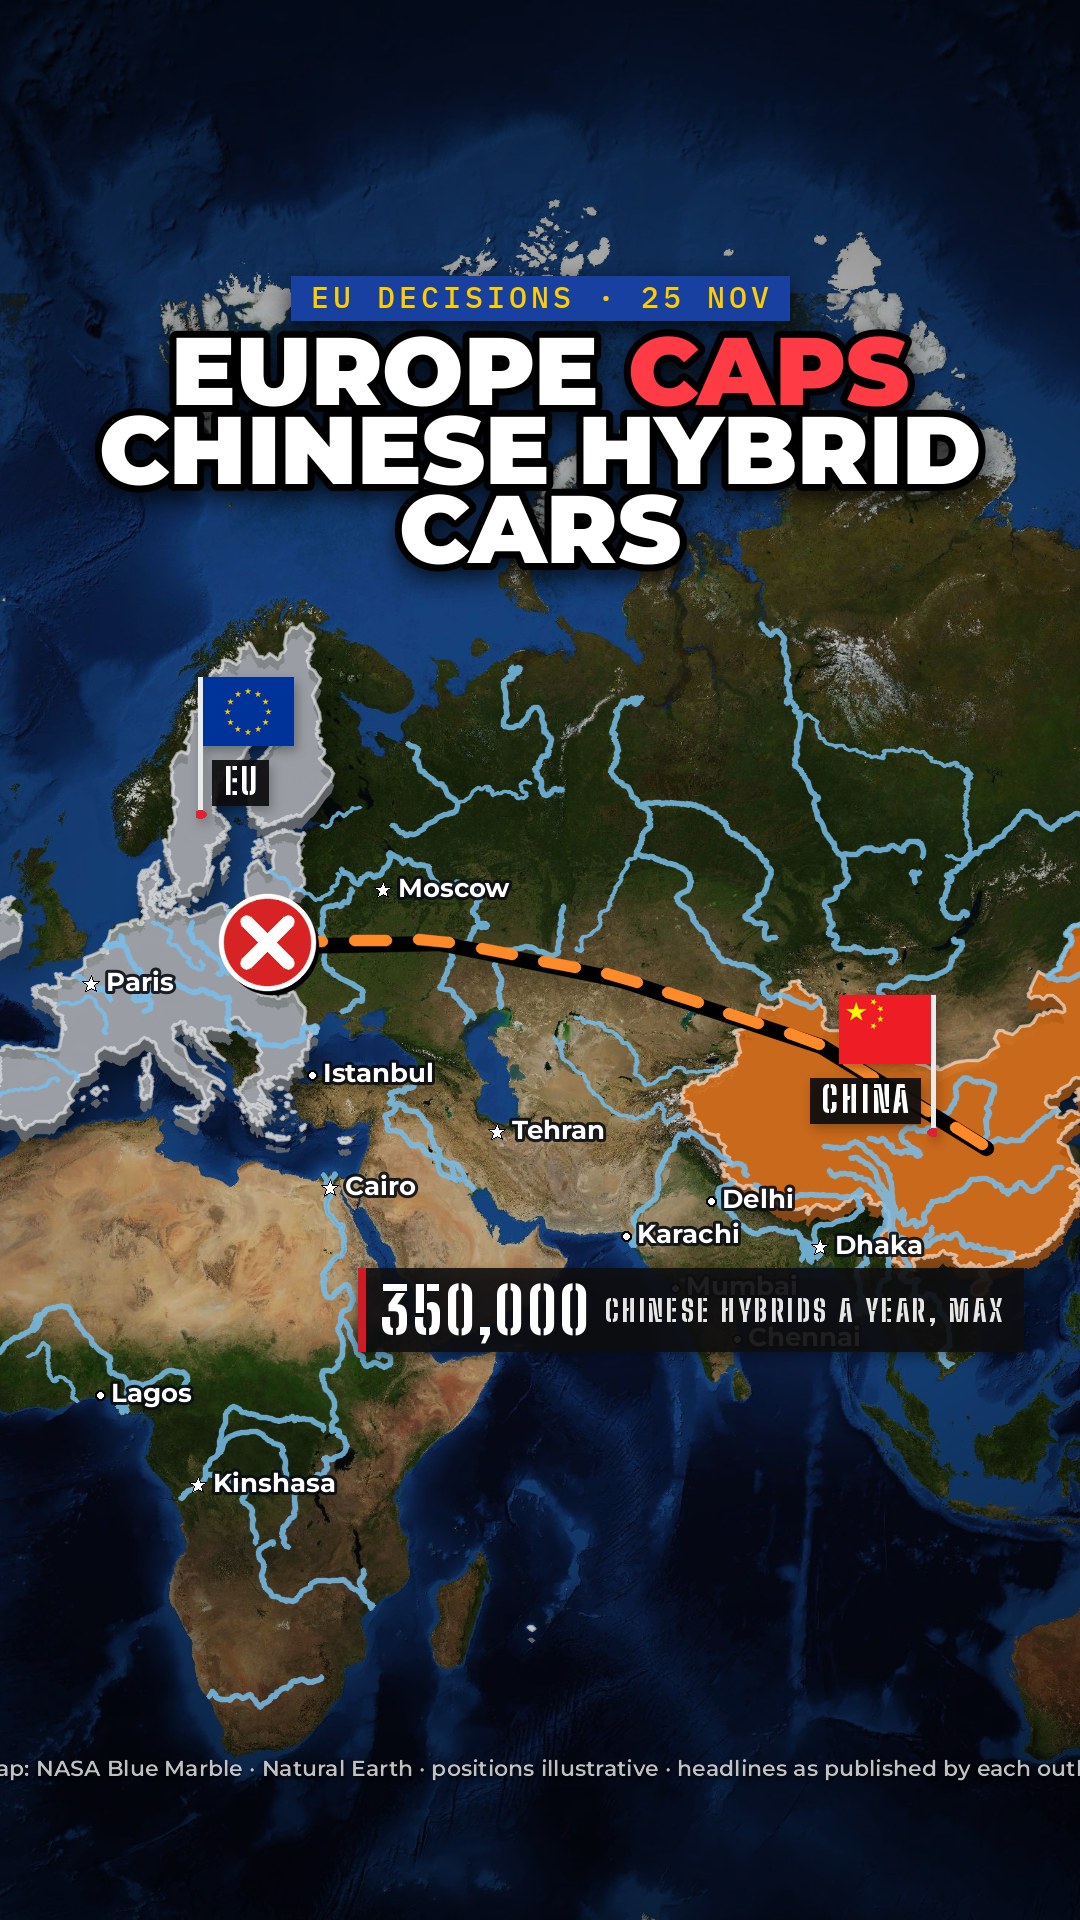 EU DECISIONS · 25 NOV
EUROPE CAPS
CHINESE HYBRID
CARS
EU
Moscow
Paris
CHINA
Istanbul
Tehran
Cairo
Delhi
Karachi
Dhaka
Mumbai
350,000 CHINESE HYBRIDS A YEAR, MAX
Chennai
Lagos
Kinshasa
ap: NASA Blue Marble · Natural Earth · positions illustrative · headlines as published by each outl